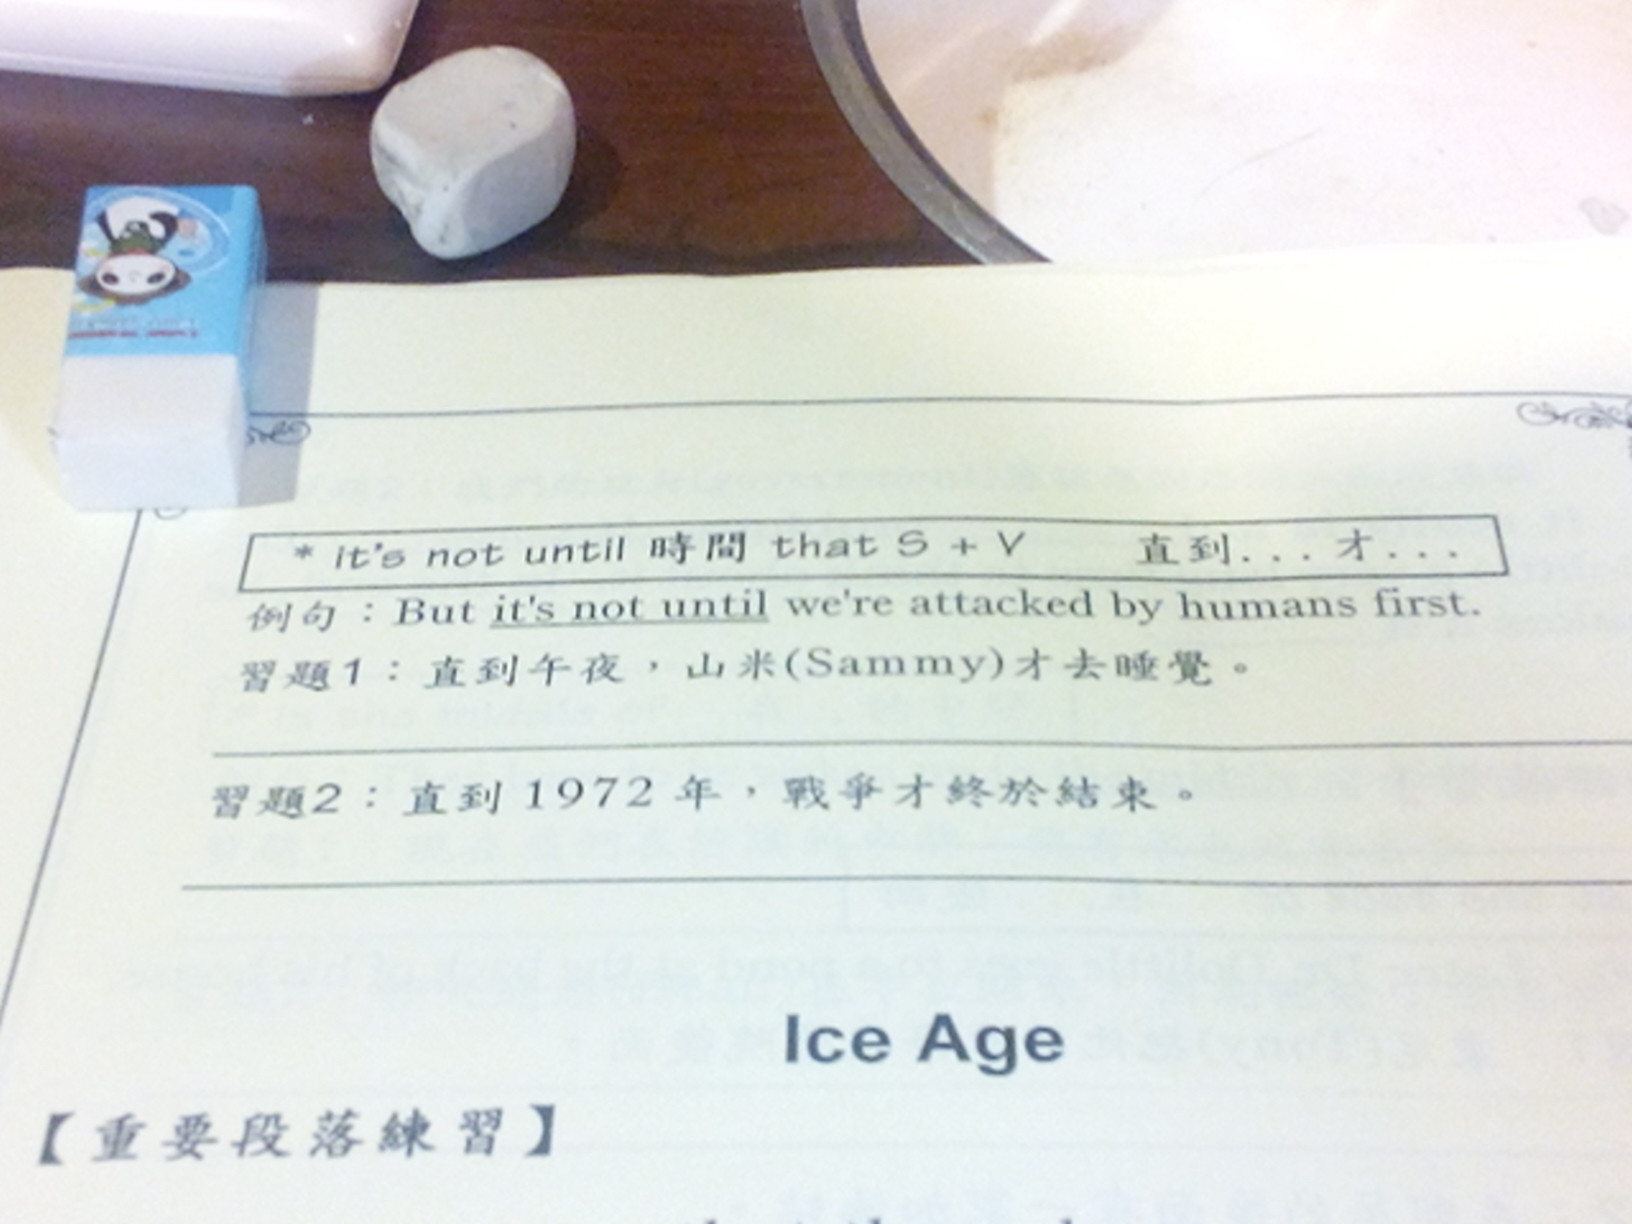 * it's not until 時間 that S + V 直到...才...
例句：But it's not until we're attacked by humans first.
習題1：直到午夜，山米(Sammy)才去睡覺。
習題2：直到 1972 年，戰爭才終於結束。
Ice Age
【重要段落練習】